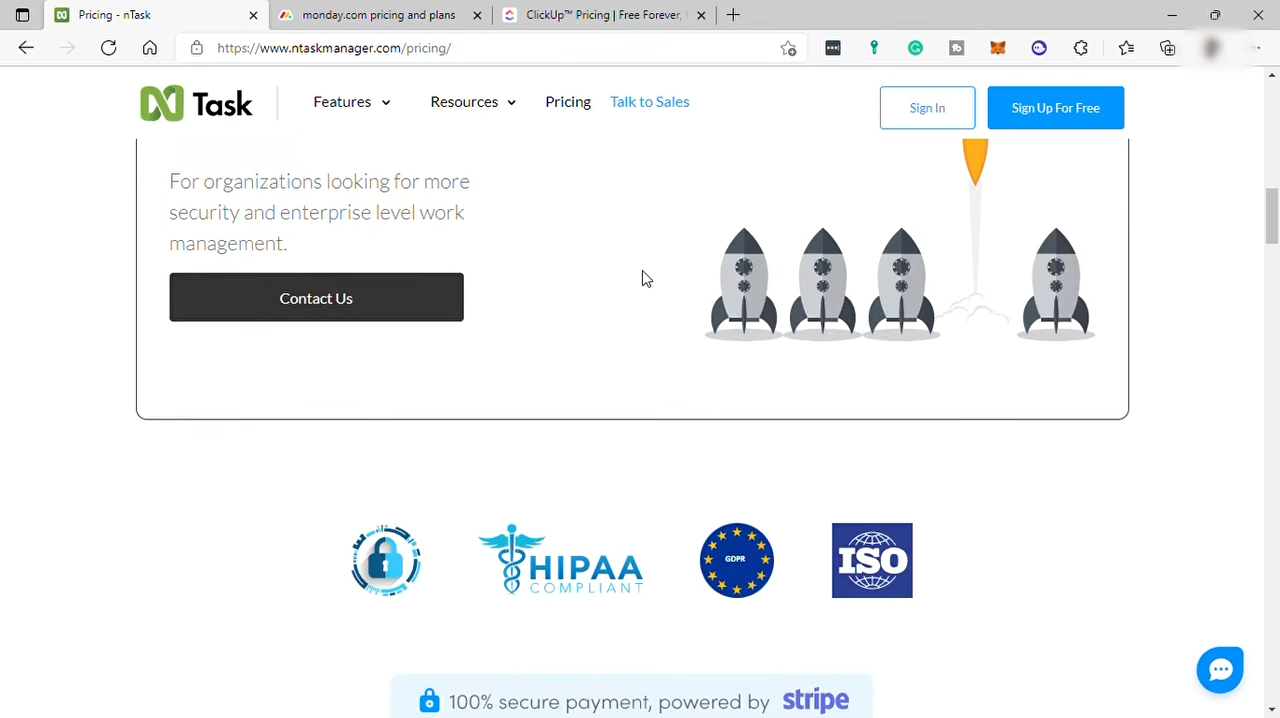 Pricing - nTask
monday.com pricing and plans
ClickUp™ Pricing | Free Forever,
https://www.ntaskmanager.com/pricing/
N Task
Features
Resources
Pricing
Talk to Sales
Sign In
Sign Up For Free
For organizations looking for more
security and enterprise level work
management.
Contact Us
HIPAA
COMPLIANT
GDPR
ISO
100% secure payment, powered by stripe